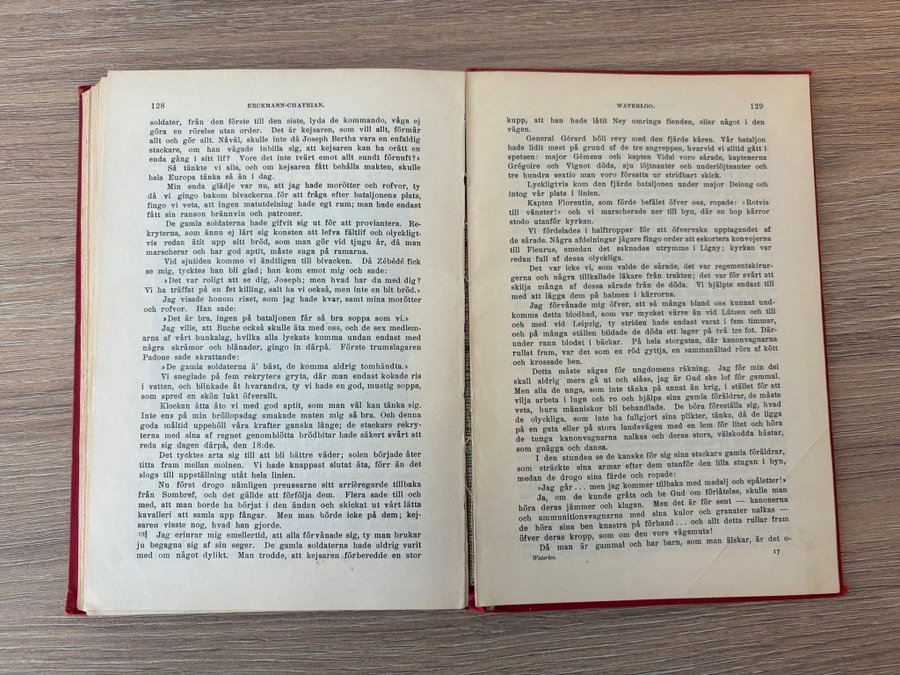 128
ERCKMANN-CHATRIAN.
soldater, från den förste till den siste, lyda de kommando, våga ej
göra en rörelse utan order. Det är kejsaren, som vill allt, förmår
allt och gör allt. Nåväl, skulle inte då Joseph Bertha vara en enfaldig
stackare, om han vågade inbilla sig, att kejsaren kan ha orätt en
enda gång i sitt lif? Vore det inte tvärt emot allt sundt förnuft?»
Så tänkte vi alla, och om kejsaren fått behålla makten, skulle
hela Europa tänka så än i dag.
Min enda glädje var nu, att jag hade morötter och rofvor, ty
då vi gingo bakom bivackerna för att fråga efter bataljonens plats,
fingo vi veta, att ingen matutdelning hade egt rum; man hade endast
fått sin ranson brännvin och patroner.
De gamla soldaterna hade gifvit sig ut för att proviantera. Re-
kryterna, som ännu ej lärt sig konsten att lefva fältlif och olyckligt-
vis redan ätit upp sitt bröd, som man gör vid tjugu år, då man
marscherar och har god aptit, måste suga på ramarna.
Vid sjutiden kommo vi ändtligen till bivacken. Då Zébédé fick
se mig, tycktes han bli glad; han kom emot mig och sade:
»Det var roligt att se dig, Joseph; men hvad har du med dig?
Vi ha träffat på en fet killing, salt ha vi också, men inte en bit bröd.»
Jag visade honom riset, som jag hade kvar, samt mina morötter
och rofvor. Han sade:
»Det är bra, ingen på bataljonen får så bra soppa som vi.»
Jag ville, att Buche också skulle äta med oss, och de sex medlem-
marna af vårt bunkalag, hvilka alla lyckats komma undan endast med
några skrämor och blånader, gingo in därpå. Förste trumslagaren
Padoue sade skrattande:
»De gamla soldaterna ä' bäst, de komma aldrig tomhändta.»
Vi sneglade på fem rekryters gryta, där man endast kokade ris
i vatten, och blinkade åt hvarandra, ty vi hade en god, mustig soppa,
som spred en skön lukt öfverallt.
Klockan åtta åto vi med god aptit, som man väl kan tänka sig.
Inte ens på min bröllopsdag smakade maten mig så bra. Och denna
goda måltid uppehöll våra krafter ganska länge; de stackars rekry-
terna med sina af regnet genomblötta brödbitar hade säkert svårt att
reda sig dagen därpå, den 18:de.
Det tycktes arta sig till att bli bättre väder; solen började åter
titta fram mellan molnen. Vi hade knappast slutat äta, förr än det
slogs till uppställning utåt hela linien.
Nu först drogo nämligen preussarne sitt arrièregarde tillbaka
från Sombref, och det gällde att förfölja dem. Flera sade till och
med, att man borde ha börjat i den ändan och skickat ut vårt lätta
kavalleri att samla upp fångar. Men man hörde icke på dem; kej-
saren visste nog, hvad han gjorde.
Jag erinrar mig emellertid, att alla förvånade sig, ty man brukar
ju begagna sig af sin seger. De gamla soldaterna hade aldrig varit
med om något dylikt. Man trodde, att kejsaren förberedde en stor
WATERLOO.
129
kupp, att han hade låtit Ney omringa fienden, eller något i den
vägen.
General Gérard höll revy med den fjärde kåren. Vår bataljon
hade lidit mest på grund af de tre angreppen, hvarvid vi alltid gått i
spetsen: major Gémeau och kapten Vidal voro sårade, kaptenerna
Grégoire och Vignot döda, sju löjtnanter och underlöjtnanter och
tre hundra sextio man voro försatta ur stridbart skick.
Lyckligtvis kom den fjärde bataljonen under major Delong och
intog vår plats i linien.
Kapten Florentin, som förde befälet öfver oss, ropade: »Rotvis
till vänster!» och vi marscherade ner till byn, där en hop kärror
stodo utanför kyrkan.
Vi fördelades i halftroppar för att öfvervaka upptagandet af
de sårade. Några afdelningar jägare fingo order att eskortera konvojerna
till Fleurus, emedan det saknades utrymme i Ligny; kyrkan var
redan full af dessa olyckliga.
Det var icke vi, som valde de sårade, det var regementskirur-
gerna och några tillkallade läkare från trakten; det var för svårt att
skilja många af dessa sårade från de döda. Vi hjälpte endast till
med att lägga dem på halmen i kärrorna.
Jag förvånade mig öfver, att så många bland oss kunnat und-
komma detta blodbad, som var mycket värre än vid Lützen och till
och med vid Leipzig, ty striden hade endast varat i fem timmar,
och på många ställen bildade de döda ett lager på två tre fot. Där-
under rann blodet i bäckar. På hela storgatan, där kanonvagnarna
rullat fram, var det som en röd gyttja, en sammanältad röra af kött
och krossade ben.
Detta måste sägas för ungdomens räkning. Jag för min del
skall aldrig mera gå ut och slåss, jag är Gud ske lof för gammal.
Men alla de unga, som inte tänka på annat än krig, i stället för att
vilja arbeta i lugn och ro och hjälpa sina gamla föräldrar, de måste
veta, huru människor bli behandlade. De böra föreställa sig, hvad
de olyckliga, som ha fullgjort sina plikter, tänka, då de ligga
på en gata eller på stora landsvägen med en lem för litet och höra
de tunga kanonvagnarna nalkas och deras stora, välskodda hästar,
som gnägga och dansa.
I den stunden se de kanske för sig sina stackars gamla föräldrar,
som sträckte sina armar efter dem utanför den lilla stugan i byn,
medan de drogo sina färde och ropade:
»Jag går... men jag kommer tillbaka med medalj och epåletter!»
Ja, om de kunde gråta och be Gud om förlåtelse, skulle man
höra deras jämmer och klagan. Men det är för sent — kanonerna
och ammunitionsvagnarna med sina kulor och granater nalkas —
de höra sina ben knastra på förhand... och allt detta rullar fram
öfver deras kropp, som om den vore vägsmuts!
Då man är gammal och har barn, som man älskar, är det o-
Waterloo.
17